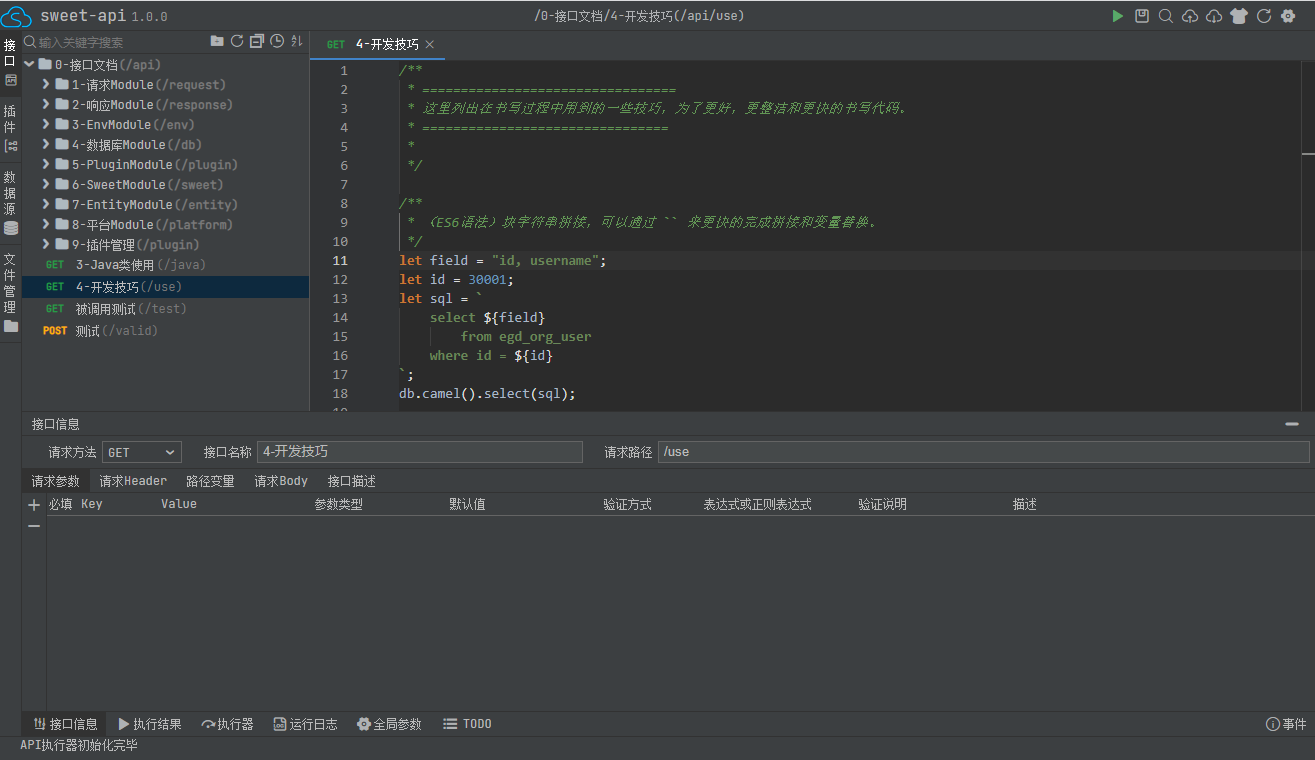 sweet-api 1.0.0
/0-接口文档/4-开发技巧(/api/use)
接口
插件
数据源
文件管理
输入关键字搜索
0-接口文档(/api)
1-请求Module(/request)
2-响应Module(/response)
3-EnvModule(/env)
4-数据库Module(/db)
5-PluginModule(/plugin)
6-SweetModule(/sweet)
7-EntityModule(/entity)
8-平台Module(/platform)
9-插件管理(/plugin)
GET 3-Java类使用(/java)
GET 4-开发技巧(/use)
GET 被调用测试(/test)
POST 测试(/valid)
GET 4-开发技巧
1 /**
2 * =================================
3 * 这里列出在书写过程中用到的一些技巧，为了更好，更整洁和更快的书写代码。
4 * ================================
5 *
6 */
7
8 /**
9 * （ES6语法）块字符串拼接，可以通过 `` 来更快的完成拼接和变量替换。
10 */
11 let field = "id, username";
12 let id = 30001;
13 let sql = `
14 select ${field}
15 from egd_org_user
16 where id = ${id}
17 `;
18 db.camel().select(sql);
接口信息
请求方法 GET 接口名称 4-开发技巧 请求路径 /use
请求参数 请求Header 路径变量 请求Body 接口描述
必填 Key Value 参数类型 默认值 验证方式 表达式或正则表达式 验证说明 描述
接口信息 执行结果 执行器 运行日志 全局参数 TODO 事件
API执行器初始化完毕